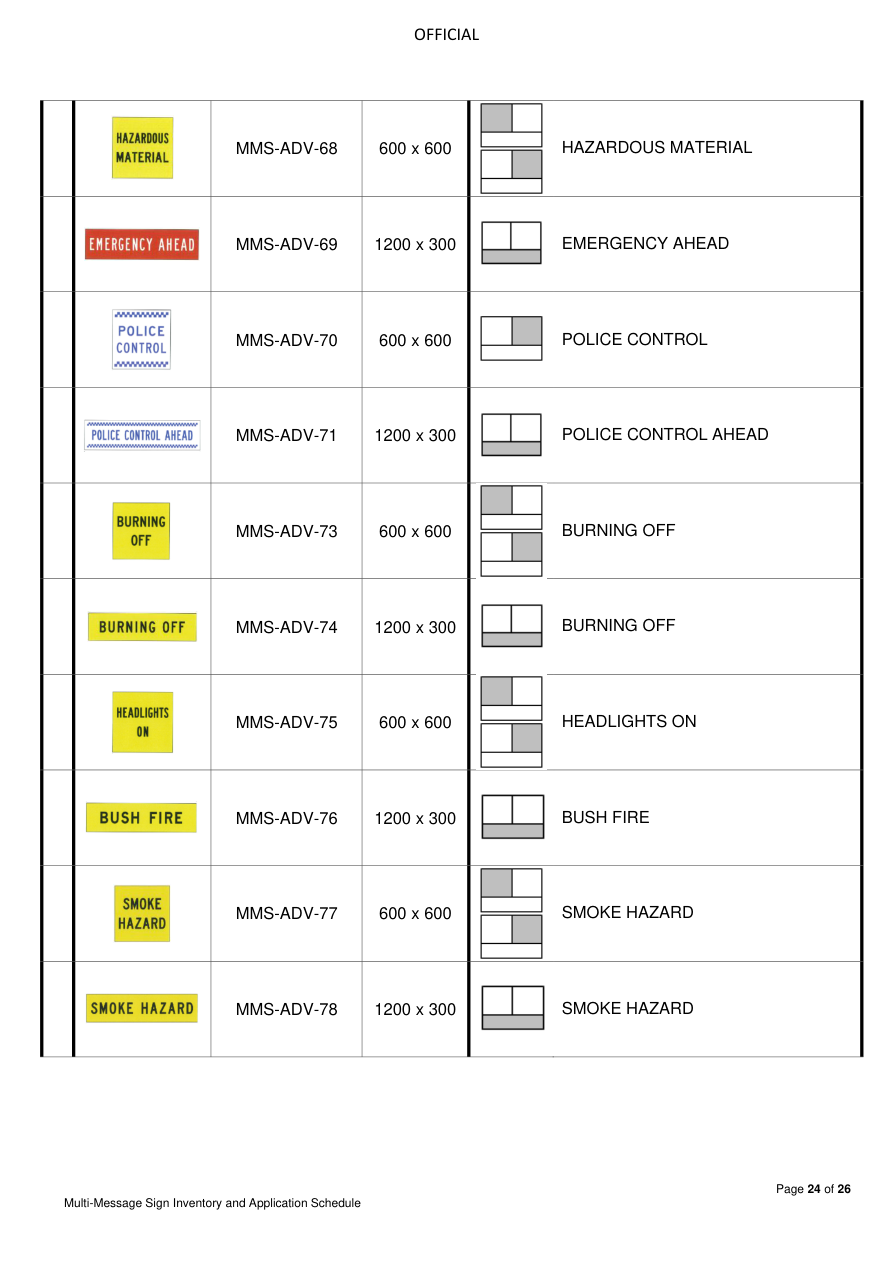 OFFICIAL
HAZARDOUS
MATERIAL
MMS-ADV-68
600 x 600
HAZARDOUS MATERIAL
EMERGENCY AHEAD
MMS-ADV-69
1200 x 300
EMERGENCY AHEAD
POLICE
CONTROL
MMS-ADV-70
600 x 600
POLICE CONTROL
POLICE CONTROL AHEAD
MMS-ADV-71
1200 x 300
POLICE CONTROL AHEAD
BURNING
OFF
MMS-ADV-73
600 x 600
BURNING OFF
BURNING OFF
MMS-ADV-74
1200 x 300
BURNING OFF
HEADLIGHTS
ON
MMS-ADV-75
600 x 600
HEADLIGHTS ON
BUSH FIRE
MMS-ADV-76
1200 x 300
BUSH FIRE
SMOKE
HAZARD
MMS-ADV-77
600 x 600
SMOKE HAZARD
SMOKE HAZARD
MMS-ADV-78
1200 x 300
SMOKE HAZARD
Page 24 of 26
Multi-Message Sign Inventory and Application Schedule